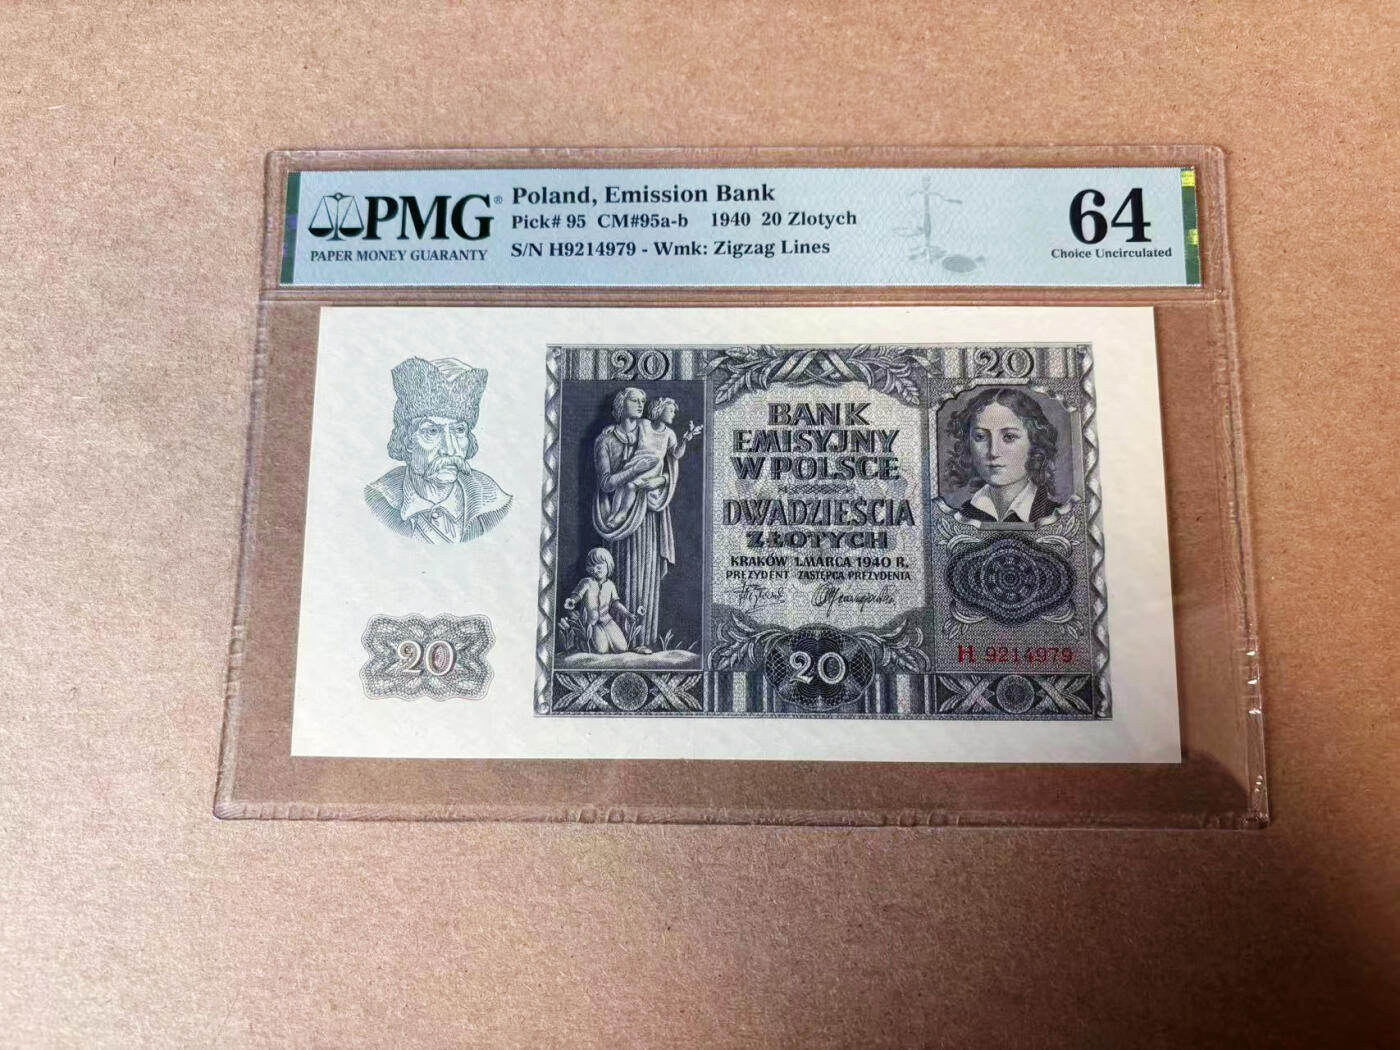 PMG®
PAPER MONEY GUARANTY
Poland, Emission Bank
Pick# 95 CM#95a-b 1940 20 Zlotych
S/N H9214979 - Wmk: Zigzag Lines
64
Choice Uncirculated
20 20
BANK
EMISYJNY
W POLSCE
DWADZIEŚCIA
ZŁOTYCH
KRAKÓW 1.MARCA 1940 R.
PREZYDENT ZASTĘPCA PREZYDENTA
H 9214979
20 20